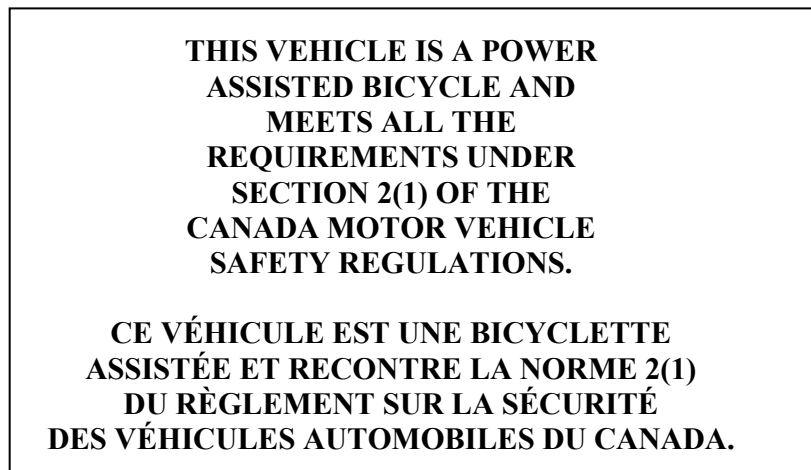 THIS VEHICLE IS A POWER
ASSISTED BICYCLE AND
MEETS ALL THE
REQUIREMENTS UNDER
SECTION 2(1) OF THE
CANADA MOTOR VEHICLE
SAFETY REGULATIONS.
CE VÉHICULE EST UNE BICYCLETTE
ASSISTÉE ET RECONTRE LA NORME 2(1)
DU RÈGLEMENT SUR LA SÉCURITÉ
DES VÉHICULES AUTOMOBILES DU CANADA.